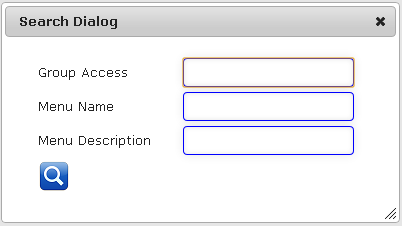 Search Dialog
Group Access
Menu Name
Menu Description